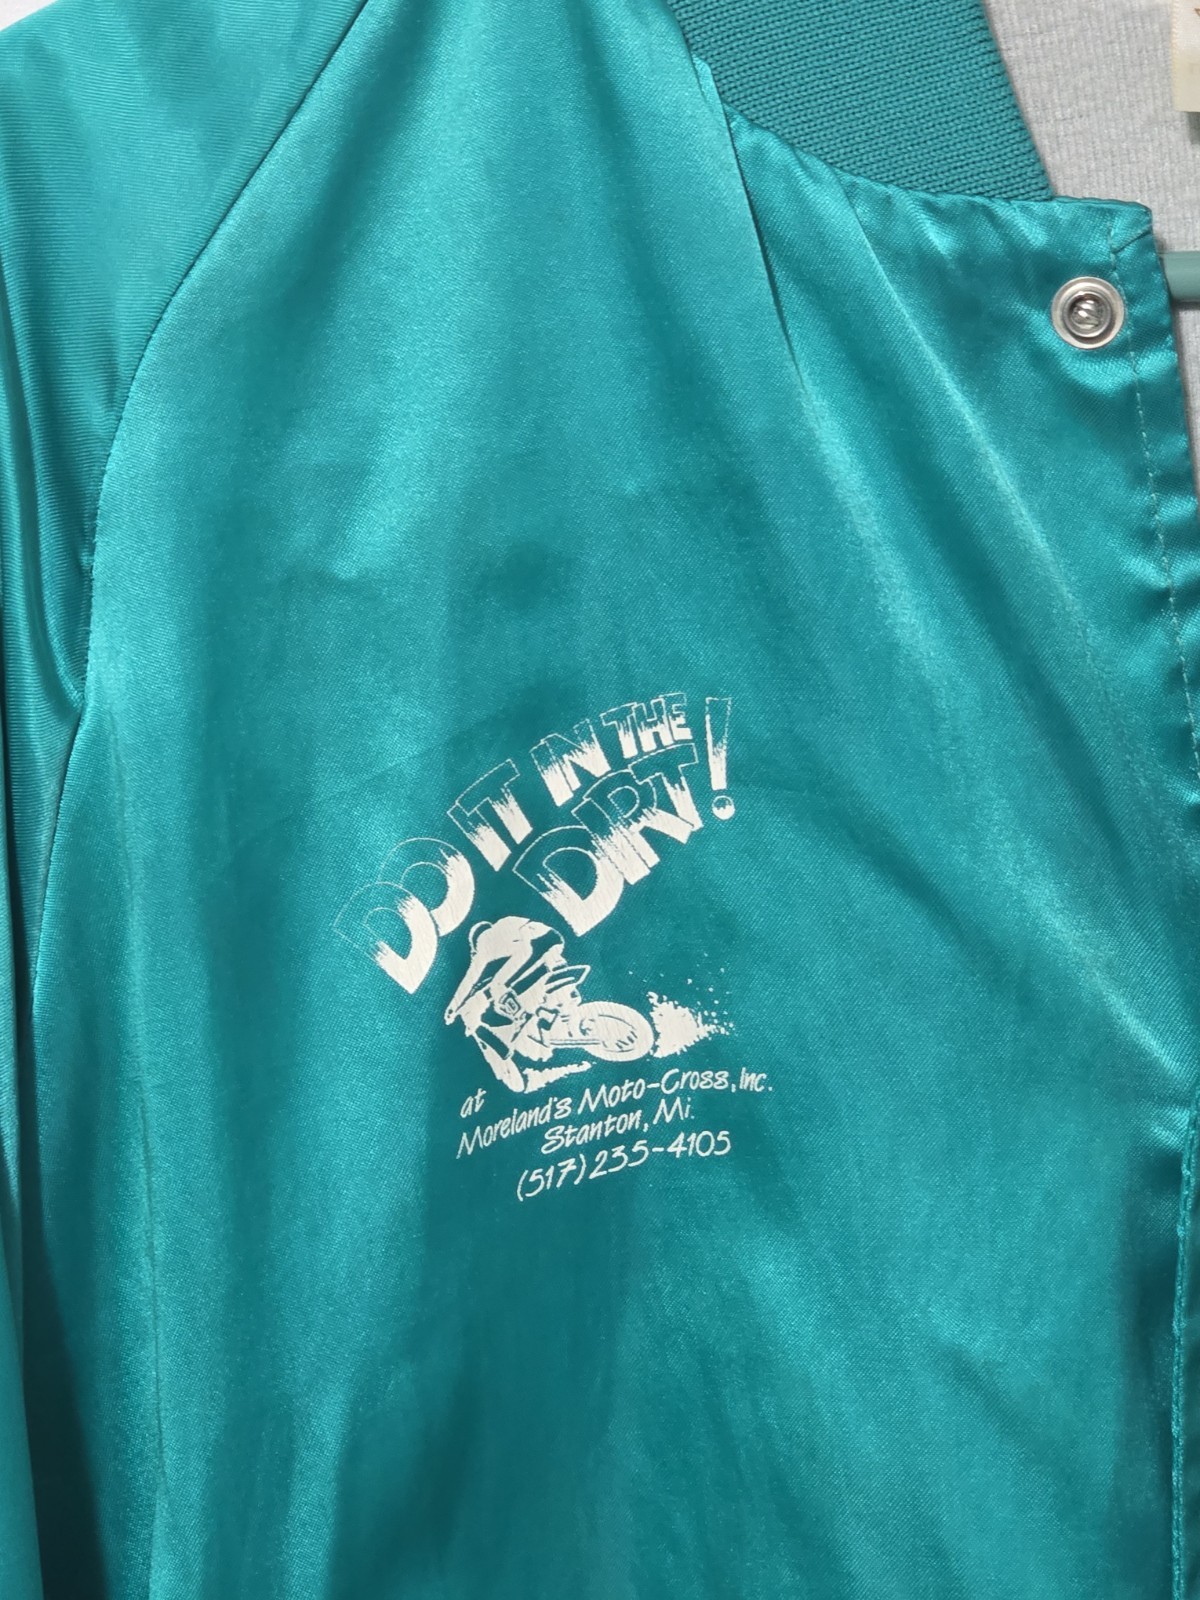 DO IT IN THE
DIRT!
at
Moreland's Moto-Cross, Inc.
Stanton, Mi.
(517) 235-4105